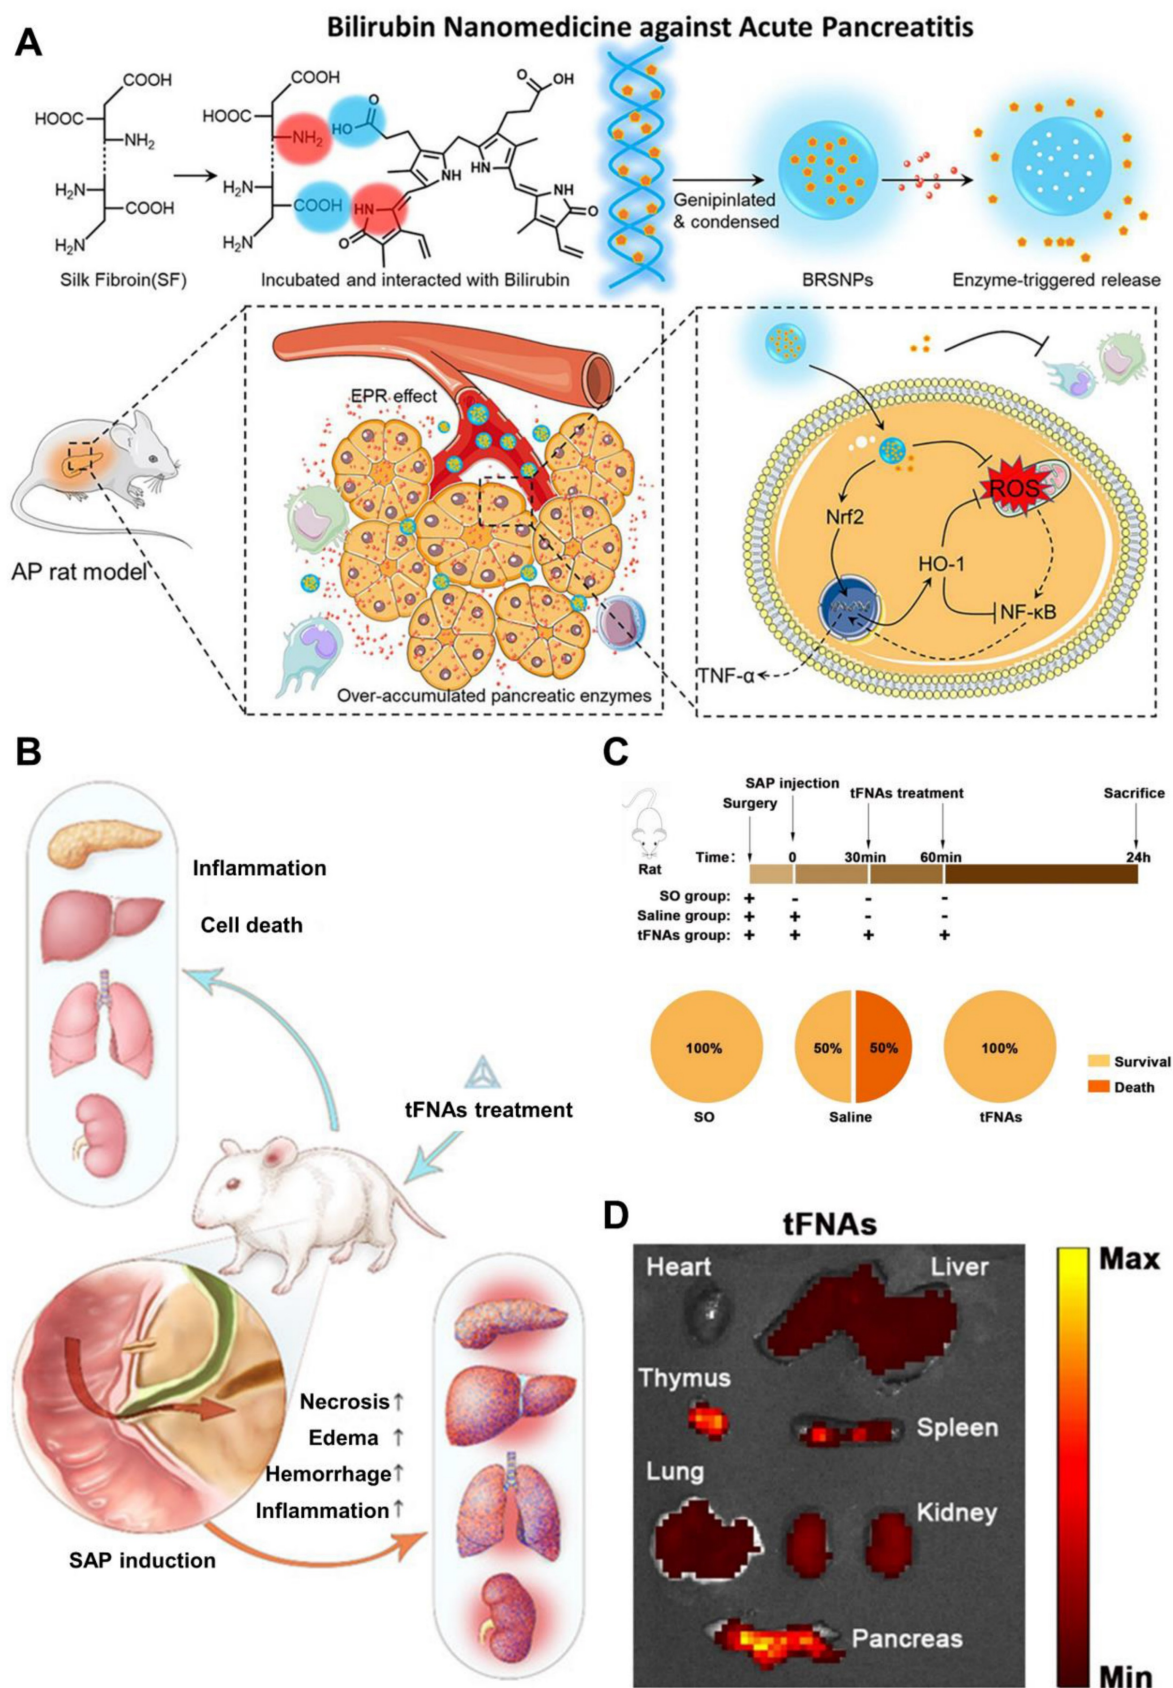 Bilirubin Nanomedicine against Acute Pancreatitis
A
COOH
HOOC
NH₂
H₂N
COOH
H₂N
Silk Fibroin(SF)
COOH
HOOC
NH₂
H₂N
COOH
H₂N
O
HO
O
OH
NH
HN
HN
O
NH
O
Incubated and interacted with Bilirubin
Genipinlated
& condensed
BRSNPs
Enzyme-triggered release
AP rat model
EPR effect
Over-accumulated pancreatic enzymes
ROS
Nrf2
HO-1
NF-κB
TNF-α
B
Inflammation
Cell death
tFNAs treatment
Necrosis↑
Edema ↑
Hemorrhage↑
Inflammation↑
SAP induction
C
SAP injection
Surgery
tFNAs treatment
Sacrifice
Rat
Time: 0 30min 60min 24h
SO group: + - - -
Saline group: + + - -
tFNAs group: + + + +
100%
50% 50%
100%
Survival
Death
SO
Saline
tFNAs
D
tFNAs
Heart
Liver
Thymus
Spleen
Lung
Kidney
Pancreas
Max
Min